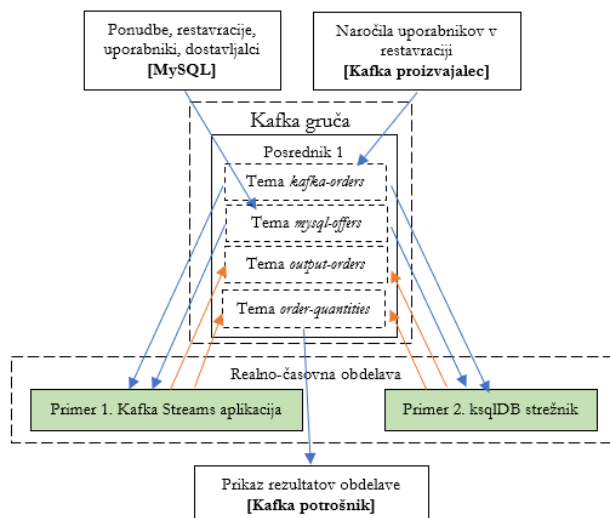 Ponudbe, restavracije,
uporabniki, dostavljalci
[MySQL]
Naročila uporabnikov v
restavraciji
[Kafka proizvajalec]
Kafka gruča
Posrednik 1
Tema kafka-orders
Tema mysql-offers
Tema output-orders
Tema order-quantities
Realno-časovna obdelava
Primer 1. Kafka Streams aplikacija
Primer 2. ksqlDB strežnik
Prikaz rezultatov obdelave
[Kafka potrošnik]